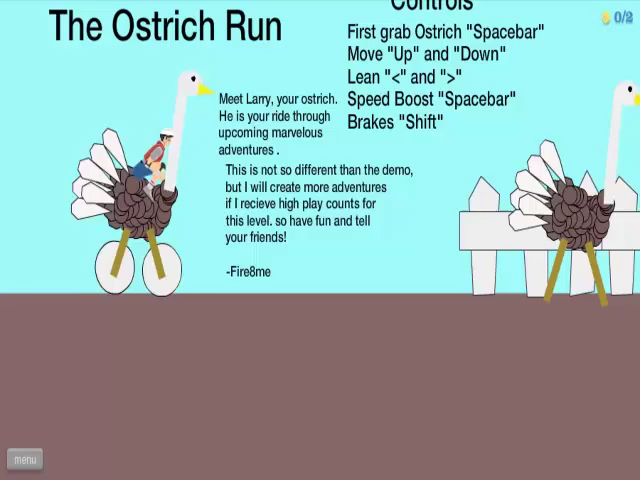 The Ostrich Run
Controls
0/2
First grab Ostrich "Spacebar"
Move "Up" and "Down"
Lean "<" and ">"
Speed Boost "Spacebar"
Brakes "Shift"
Meet Larry, your ostrich.
He is your ride through
upcoming marvelous
adventures .
This is not so different than the demo,
but I will create more adventures
if I recieve high play counts for
this level. so have fun and tell
your friends!
-Fire8me
menu